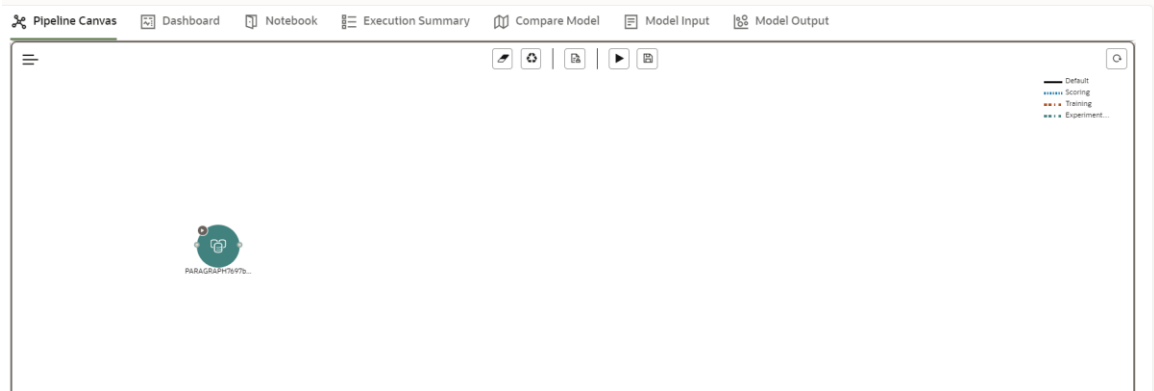 Pipeline Canvas Dashboard Notebook Execution Summary Compare Model Model Input Model Output
Default
Scoring
Training
Experiment...
PARAGRAPH7697b...